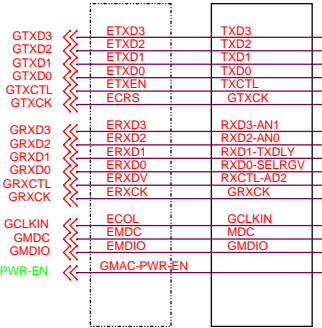 GTXD3 ETXD3 TXD3
GTXD2 ETXD2 TXD2
GTXD1 ETXD1 TXD1
GTXD0 ETXD0 TXD0
GTXCTL ETXEN TXCTL
GTXCK ECRS GTXCK
GRXD3 ERXD3 RXD3-AN1
GRXD2 ERXD2 RXD2-AN0
GRXD1 ERXD1 RXD1-TXDLY
GRXD0 ERXD0 RXD0-SELRGV
GRXCTL ERXDV RXCTL-AD2
GRXCK ERXCK GRXCK
GCLKIN ECOL GCLKIN
GMDC EMDC MDC
GMDIO EMDIO GMDIO
PWR-EN GMAC-PWR-EN